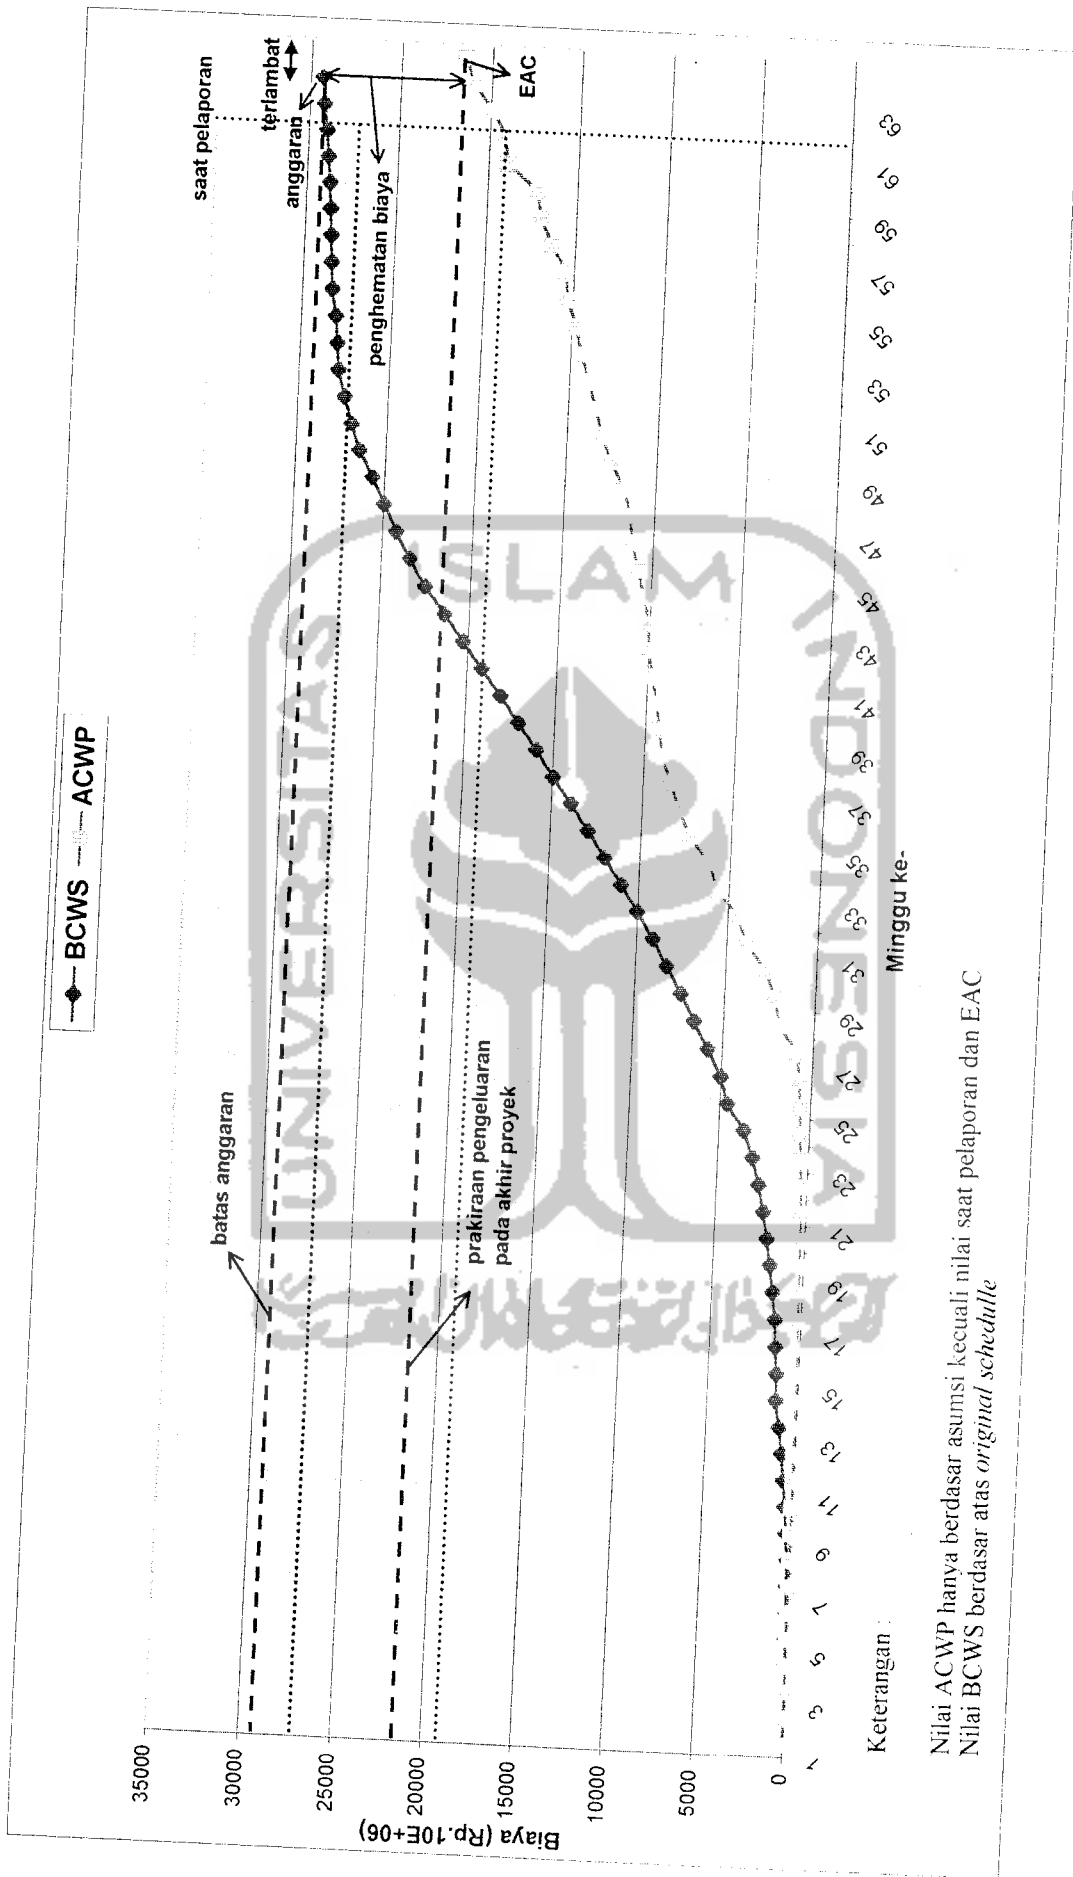 BCWS ACWP
saat pelaporan
terlambat
anggaran
penghematan biaya
EAC
batas anggaran
prakiraan pengeluaran
pada akhir proyek
Biaya (Rp.10E+06)
35000
30000
25000
20000
15000
10000
5000
0
1 3 5 7 9 11 13 15 17 19 21 23 25 27 29 31 33 35 37 39 41 43 45 47 49 51 53 55 57 59 61 63
Minggu ke-
UNIVERSITAS
ISLAM
INDONESIA
Keterangan :
Nilai ACWP hanya berdasar asumsi kecuali nilai saat pelaporan dan EAC
Nilai BCWS berdasar atas original schedulle